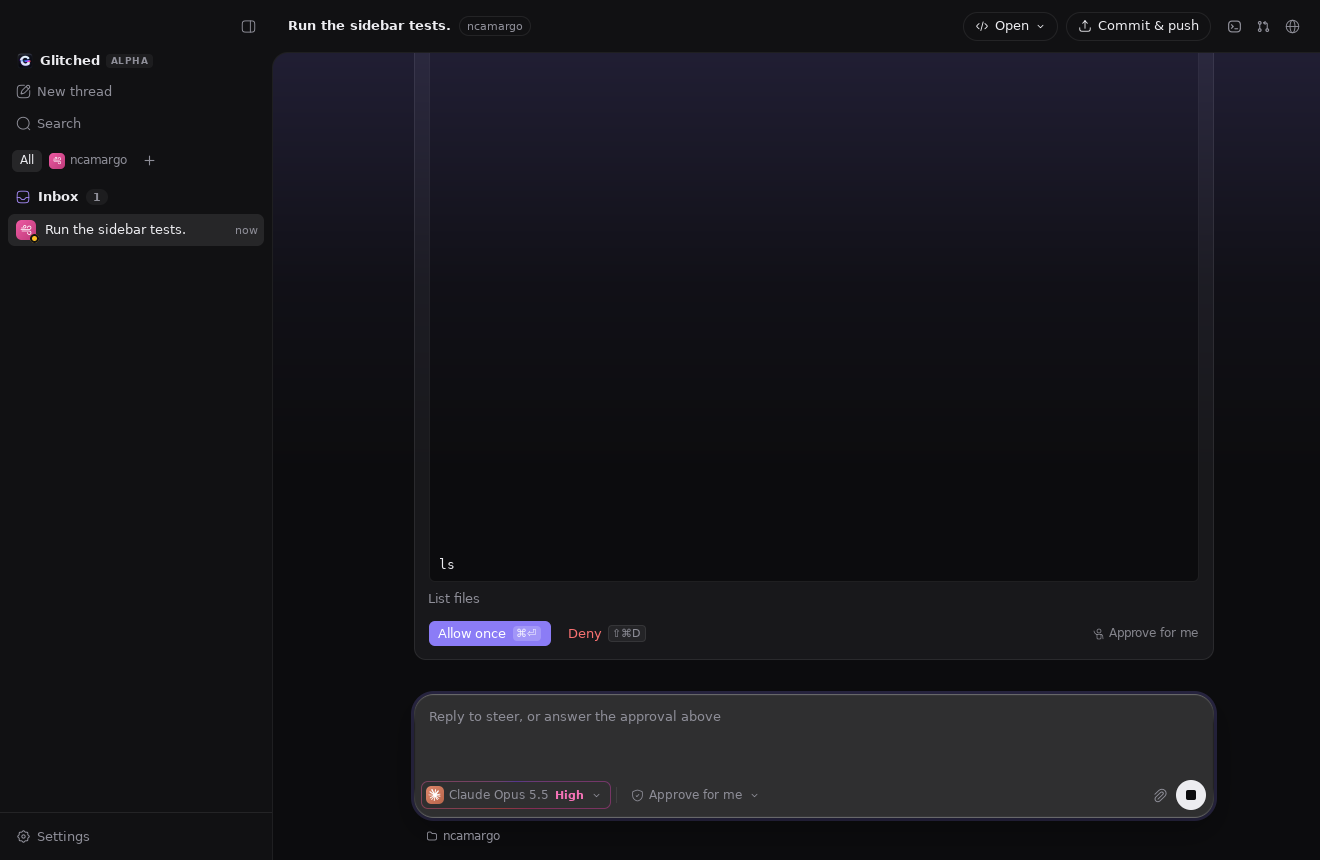 Run the sidebar tests. ncamargo Open Commit & push
Glitched ALPHA
New thread
Search
All ncamargo
Inbox 1
Run the sidebar tests. now
ls
List files
Allow once ⌘⏎ Deny ⇧⌘D Approve for me
Reply to steer, or answer the approval above
Claude Opus 5.5 High Approve for me
ncamargo
Settings